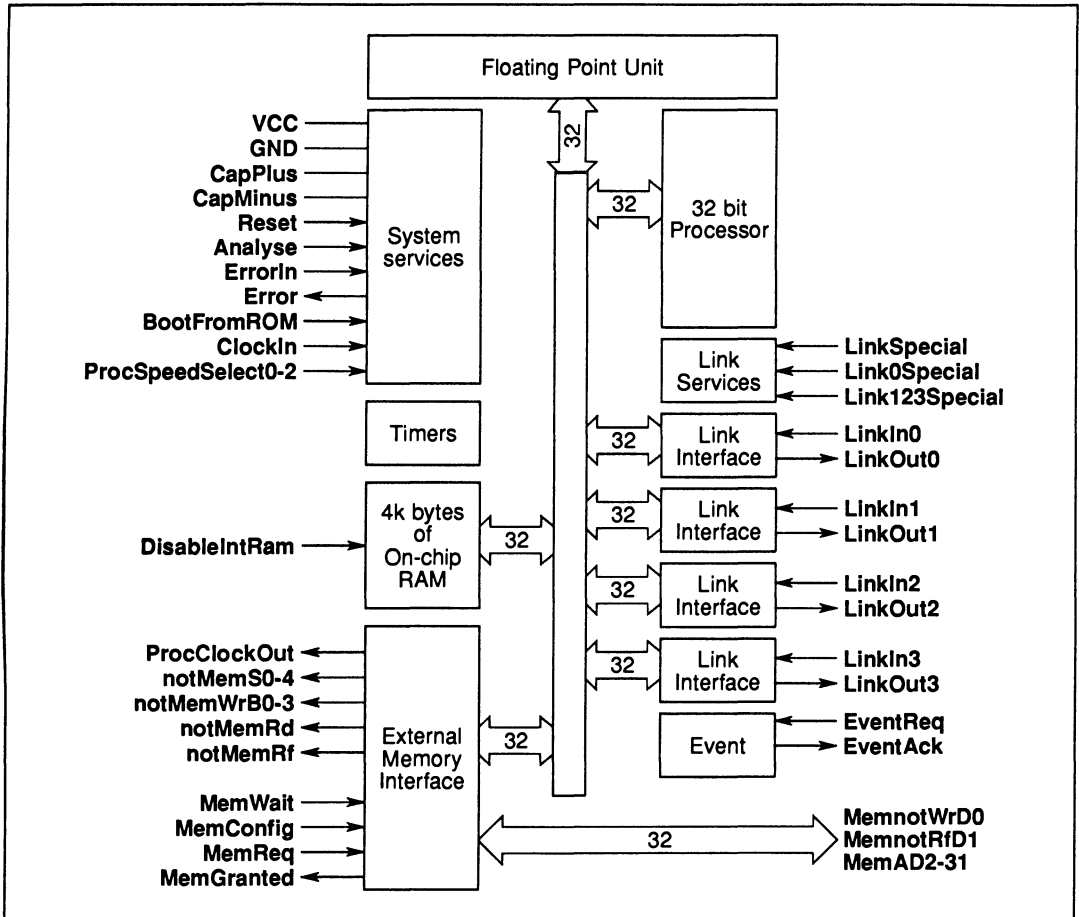 Floating Point Unit
32
VCC
GND
CapPlus
CapMinus
Reset
Analyse
ErrorIn
Error
BootFromROM
ClockIn
ProcSpeedSelect0-2
System
services
32
32 bit
Processor
Link
Services
LinkSpecial
Link0Special
Link123Special
Timers
32
Link
Interface
LinkIn0
LinkOut0
DisableIntRam
4k bytes
of
On-chip
RAM
32
32
Link
Interface
LinkIn1
LinkOut1
32
Link
Interface
LinkIn2
LinkOut2
32
Link
Interface
LinkIn3
LinkOut3
ProcClockOut
notMemS0-4
notMemWrB0-3
notMemRd
notMemRf
MemWait
MemConfig
MemReq
MemGranted
External
Memory
Interface
32
Event
EventReq
EventAck
32
MemnotWrD0
MemnotRfD1
MemAD2-31